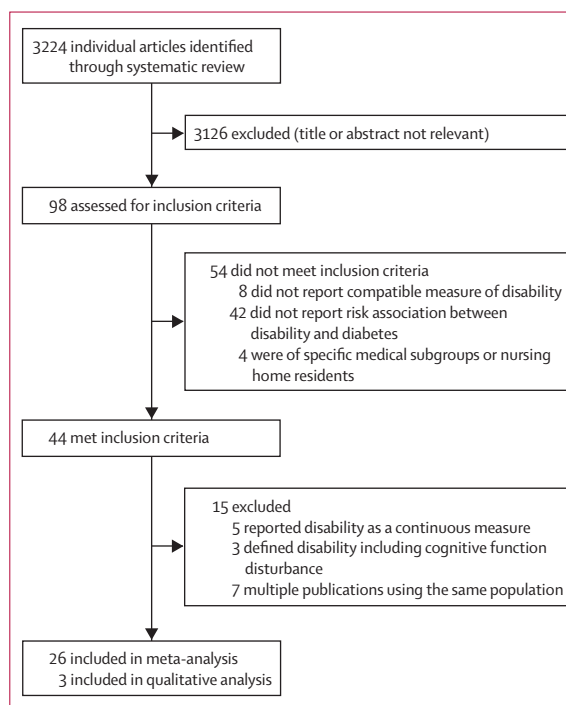 3224 individual articles identified
through systematic review
3126 excluded (title or abstract not relevant)
98 assessed for inclusion criteria
54 did not meet inclusion criteria
8 did not report compatible measure of disability
42 did not report risk association between
disability and diabetes
4 were of specific medical subgroups or nursing
home residents
44 met inclusion criteria
15 excluded
5 reported disability as a continuous measure
3 defined disability including cognitive function
disturbance
7 multiple publications using the same population
26 included in meta-analysis
3 included in qualitative analysis